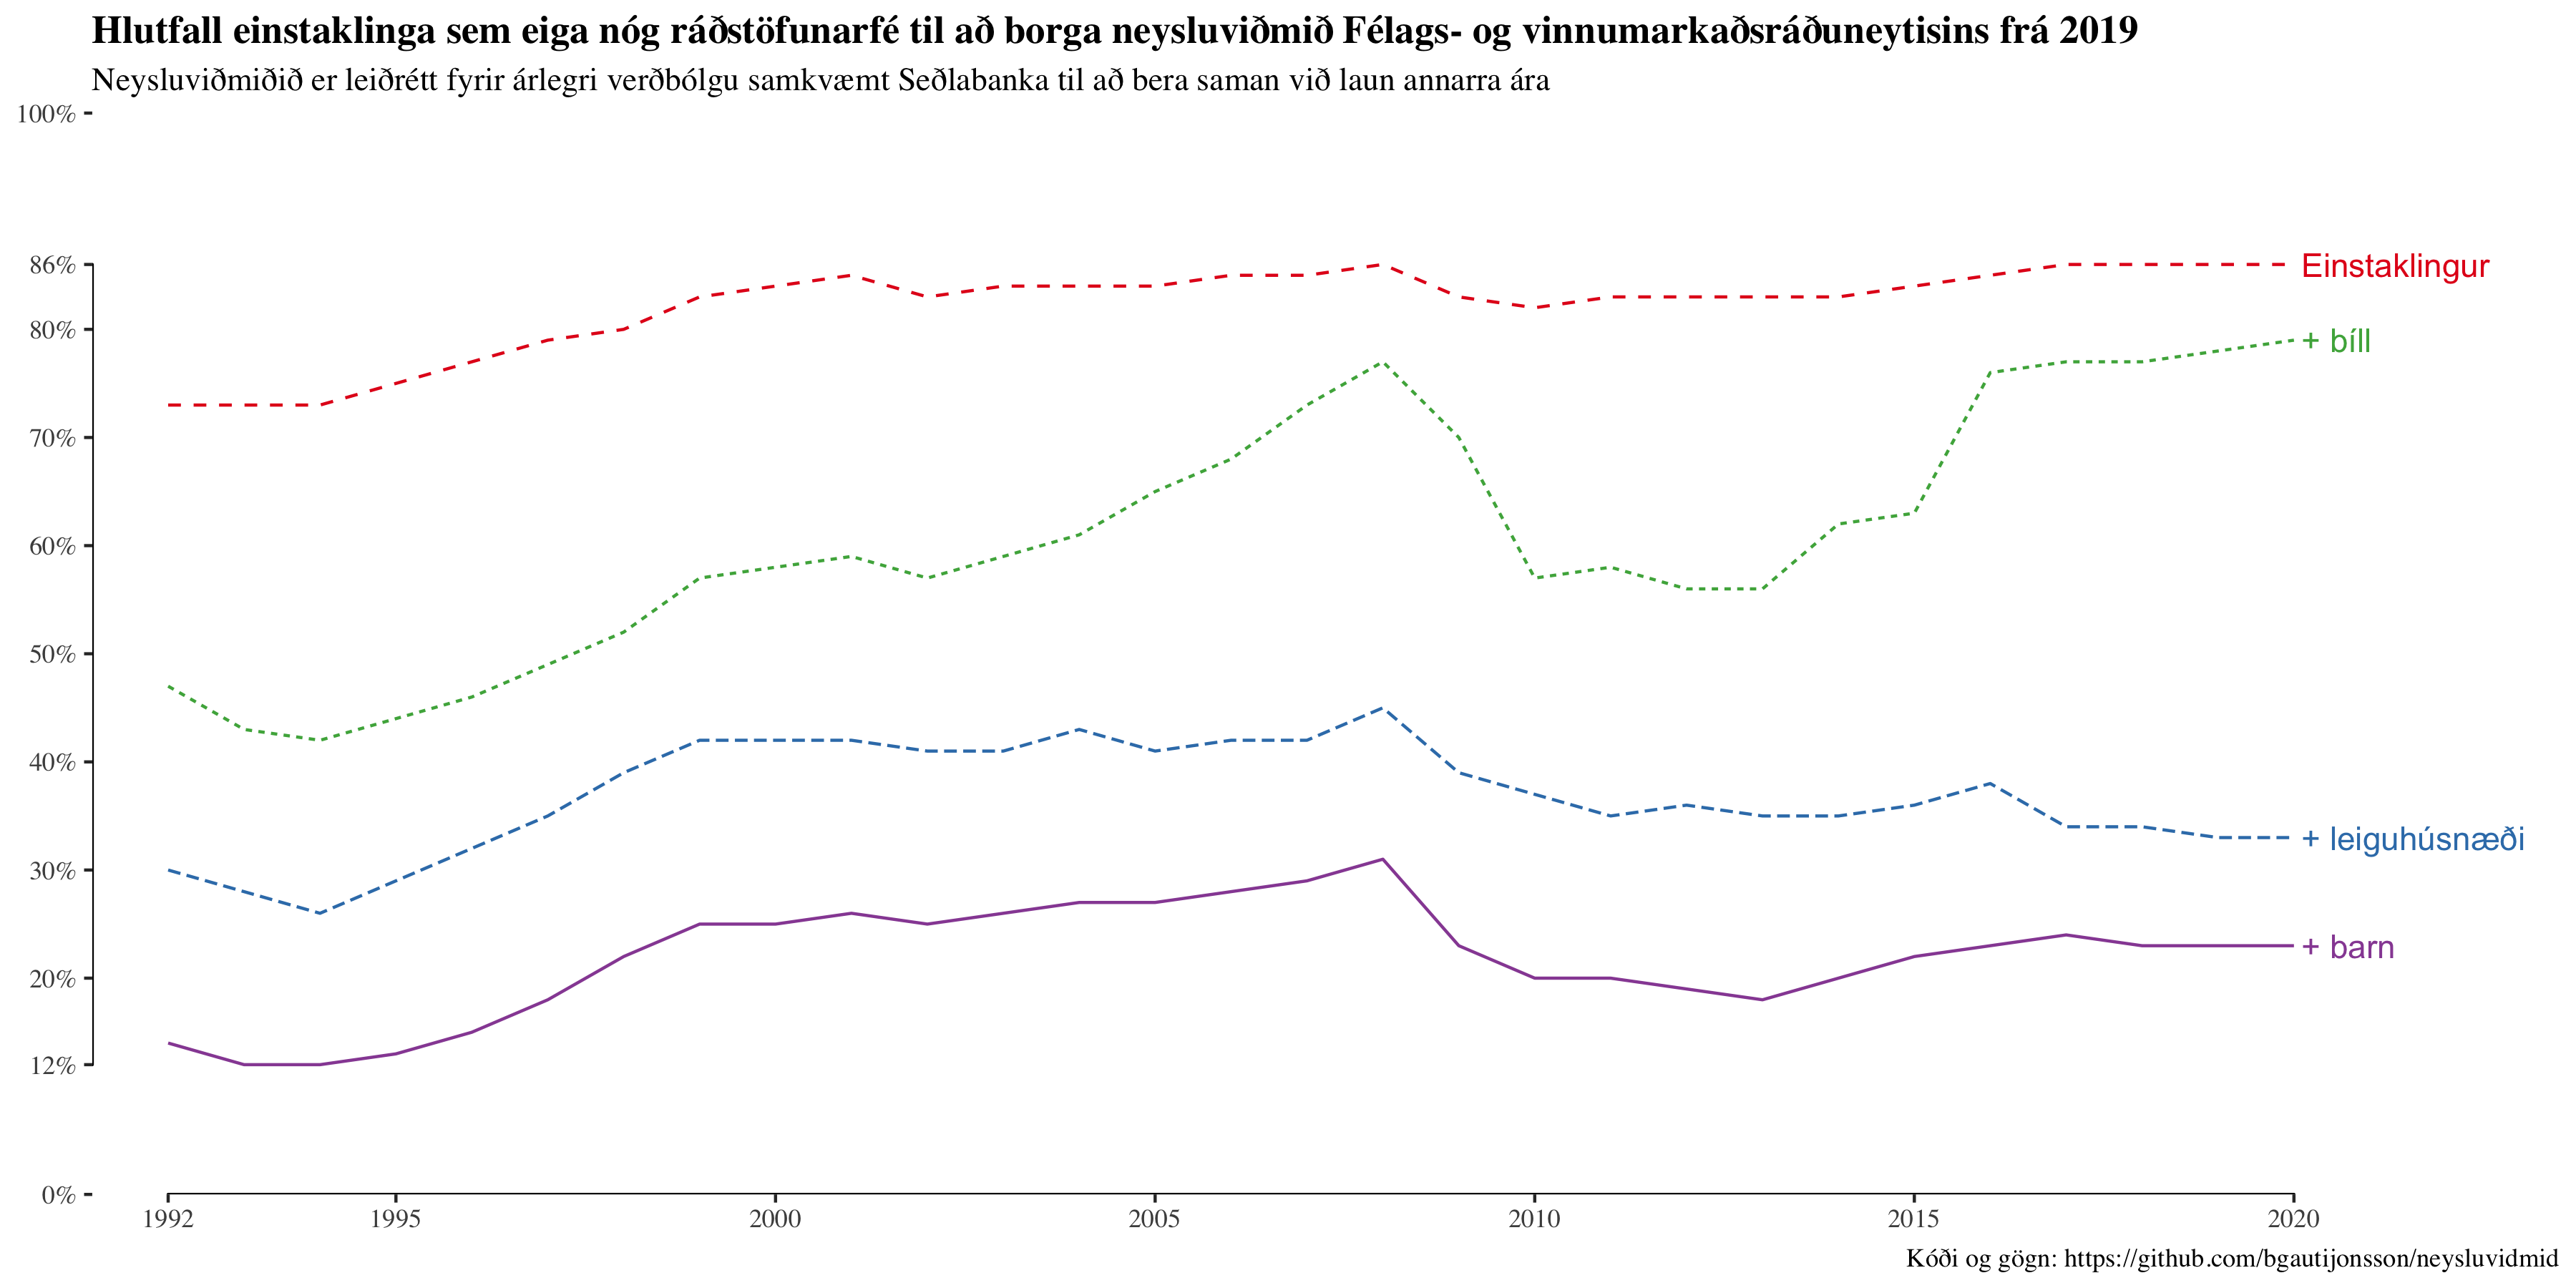 Hlutfall einstaklinga sem eiga nóg ráðstöfunarfé til að borga neysluviðmið Félags- og vinnumarkaðsráðuneytisins frá 2019
Neysluviðmiðið er leiðrétt fyrir árlegri verðbólgu samkvæmt Seðlabanka til að bera saman við laun annarra ára
100%
86%
80%
70%
60%
50%
40%
30%
20%
12%
0%
Einstaklingur
+ bíll
+ leiguhúsnæði
+ barn
1992 1995 2000 2005 2010 2015 2020
Kóði og gögn: https://github.com/bgautijonsson/neysluvidmid